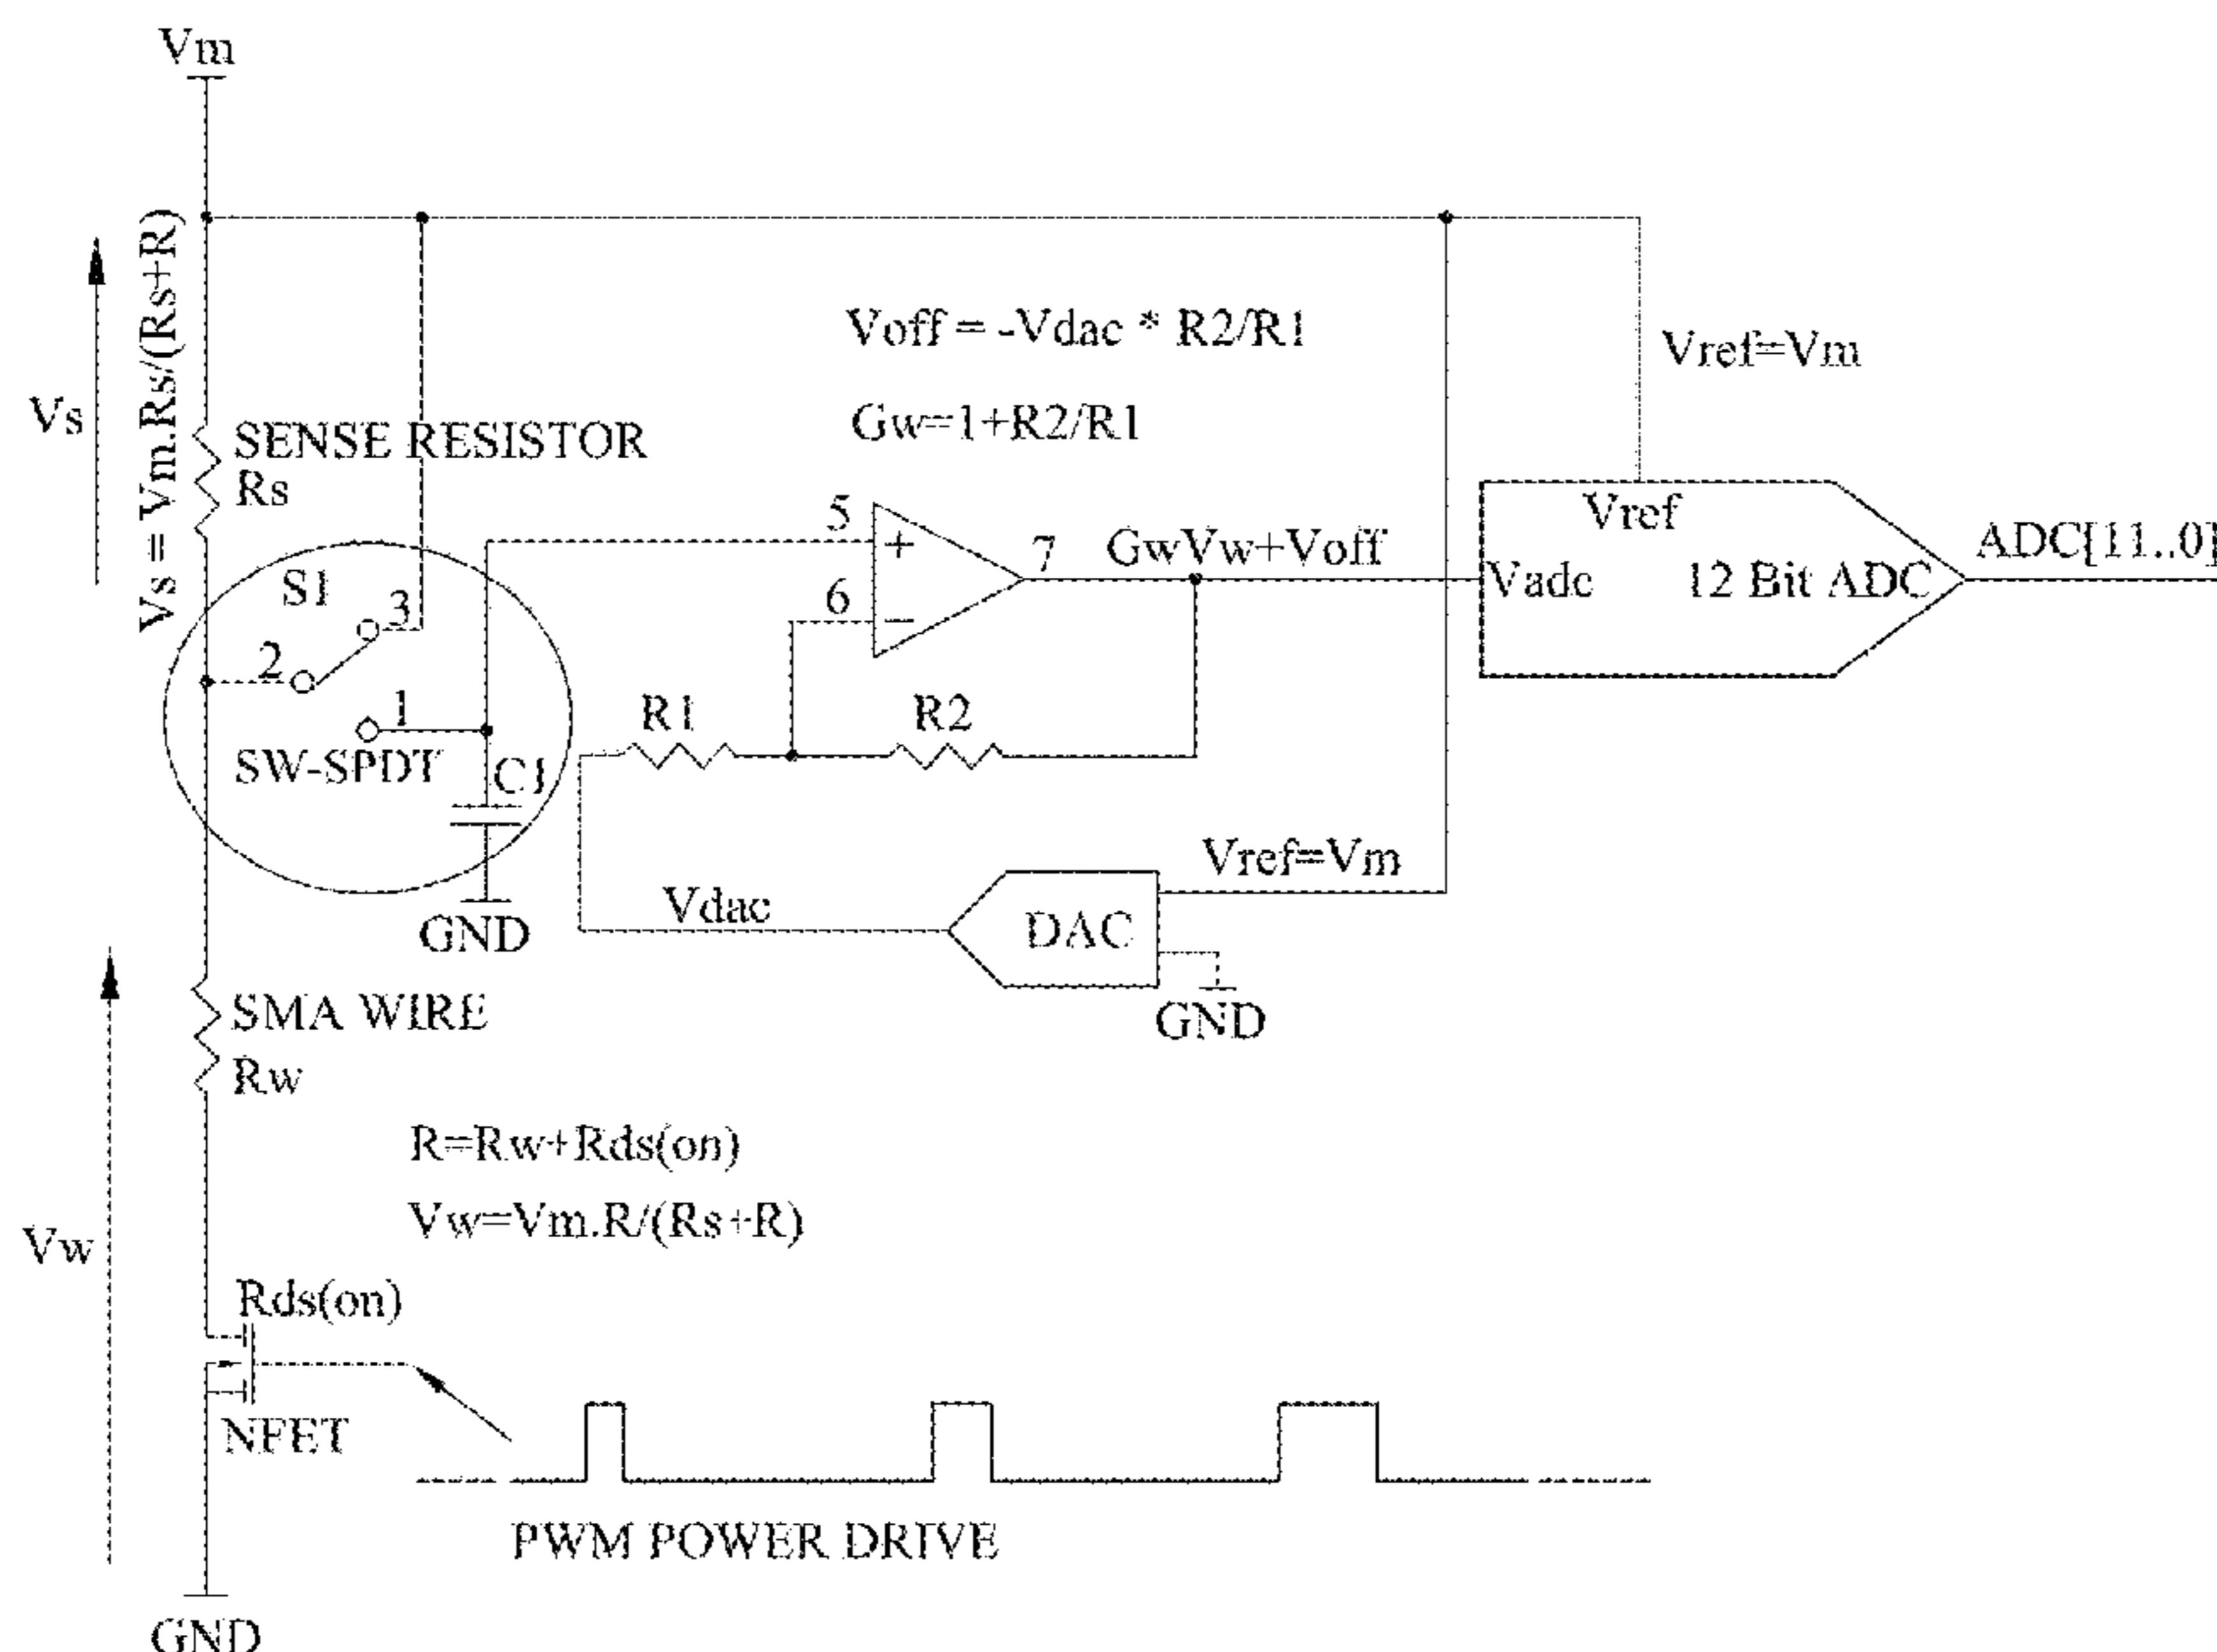 Vm
Vs
Vs = Vm.Rs/(Rs+R)
SENSE RESISTOR
Rs
Voff = -Vdac * R2/R1
Gw=1+R2/R1
Vref=Vm
S1
3
2
1
SW-SPDT
C1
GND
5
+
6
−
7
GwVw+Voff
Vref
Vadc
12 Bit ADC
ADC[11..0]
R1
R2
Vref=Vm
Vdac
DAC
GND
SMA WIRE
Rw
R=Rw+Rds(on)
Vw=Vm.R/(Rs+R)
Vw
Rds(on)
NFET
PWM POWER DRIVE
GND